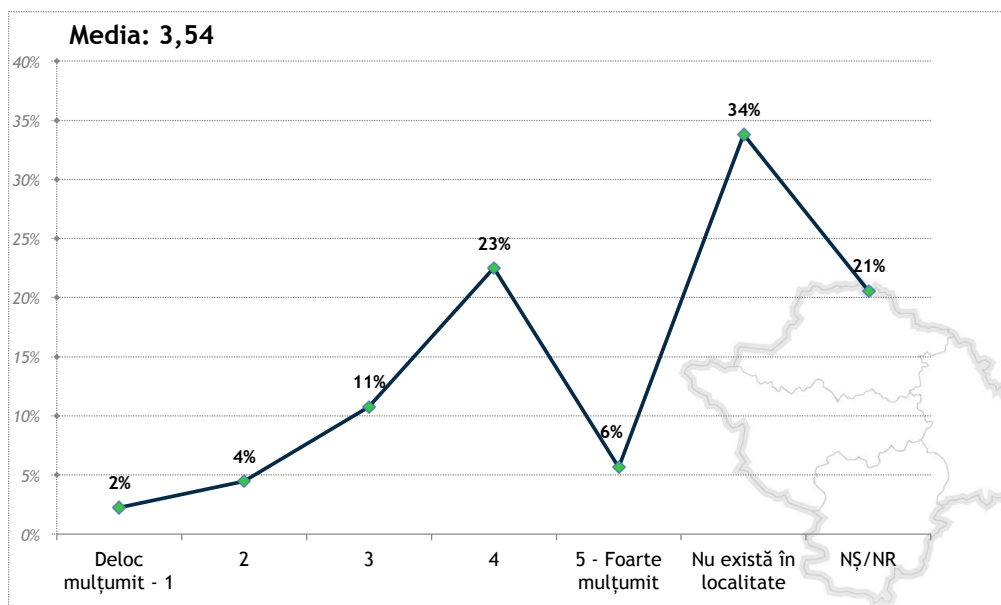 Media: 3,54
40%
35%
30%
25%
20%
15%
10%
5%
0%
2%
4%
11%
23%
6%
34%
21%
Deloc
mulțumit - 1
2
3
4
5 - Foarte
mulțumit
Nu există în
localitate
NȘ/NR